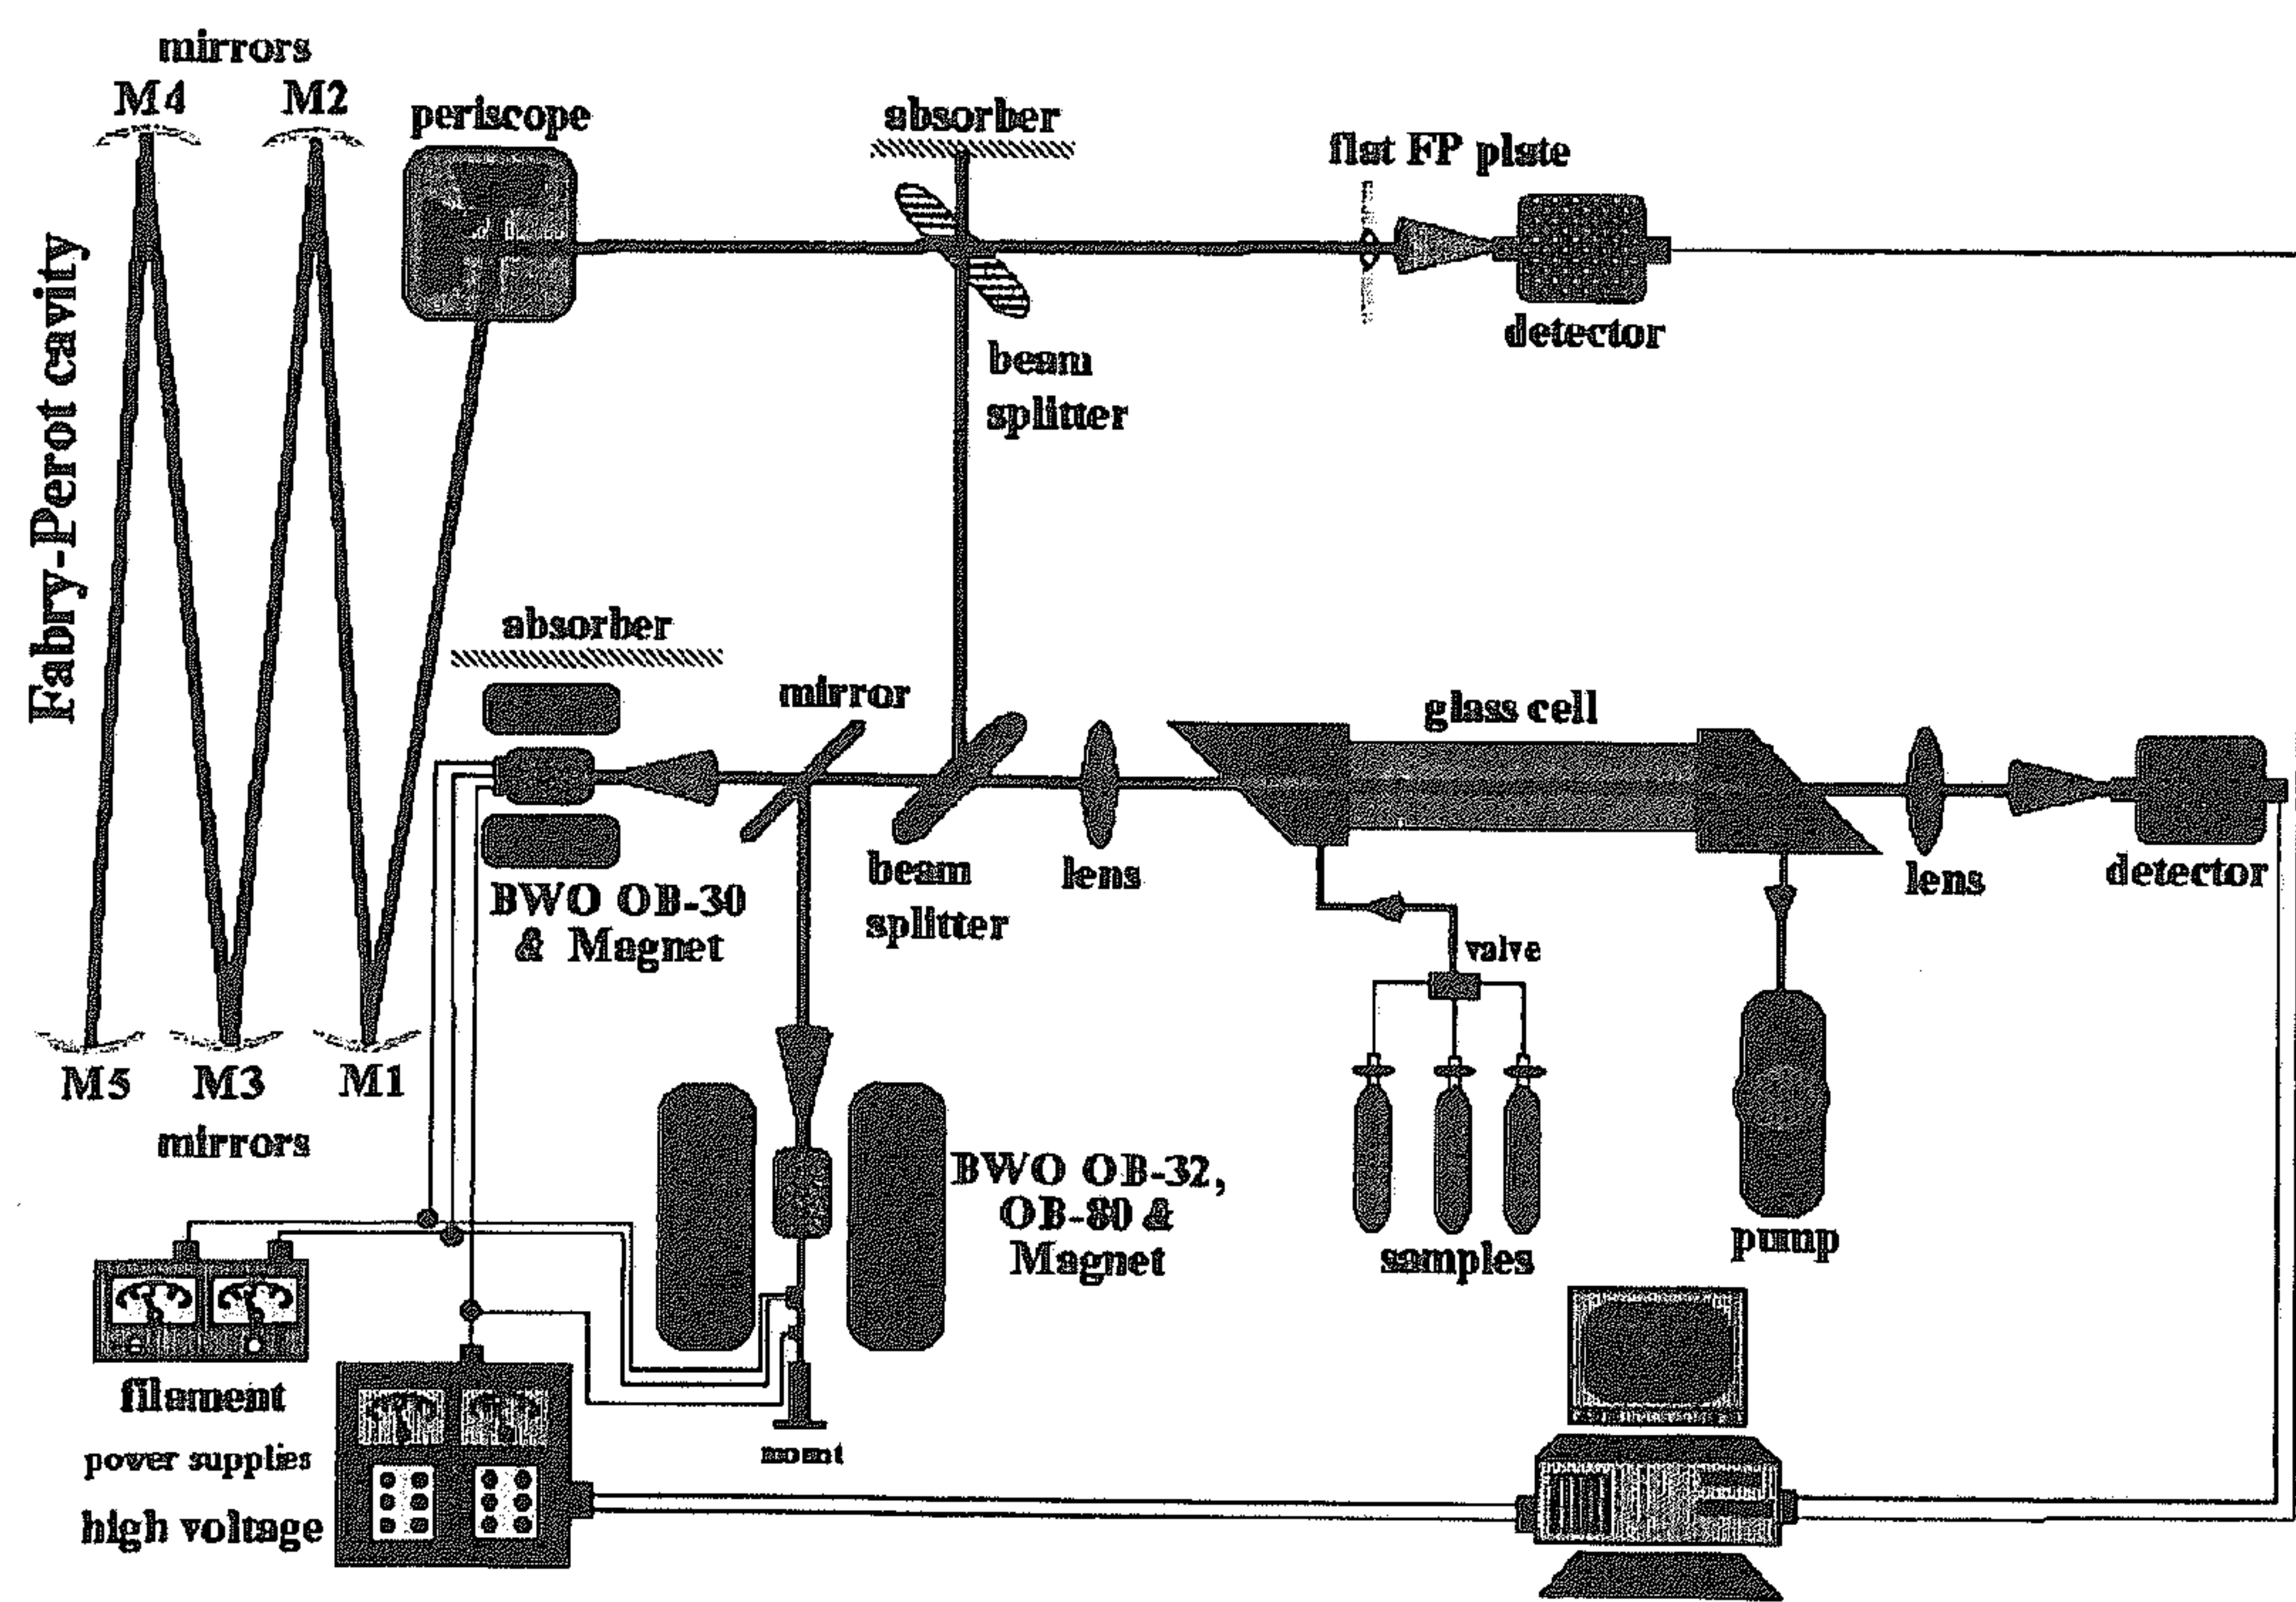 mirrors
M4 M2
periscope
absorber
flat FP plate
detector
beam
splitter
Fabry-Perot cavity
absorber
mirror
glass cell
beam
splitter
lens
lens
detector
BWO OB-30
& Magnet
valve
M5 M3 M1
mirrors
BWO OB-32,
OB-80 &
Magnet
samples
pump
filament
power supplies
high voltage
mount